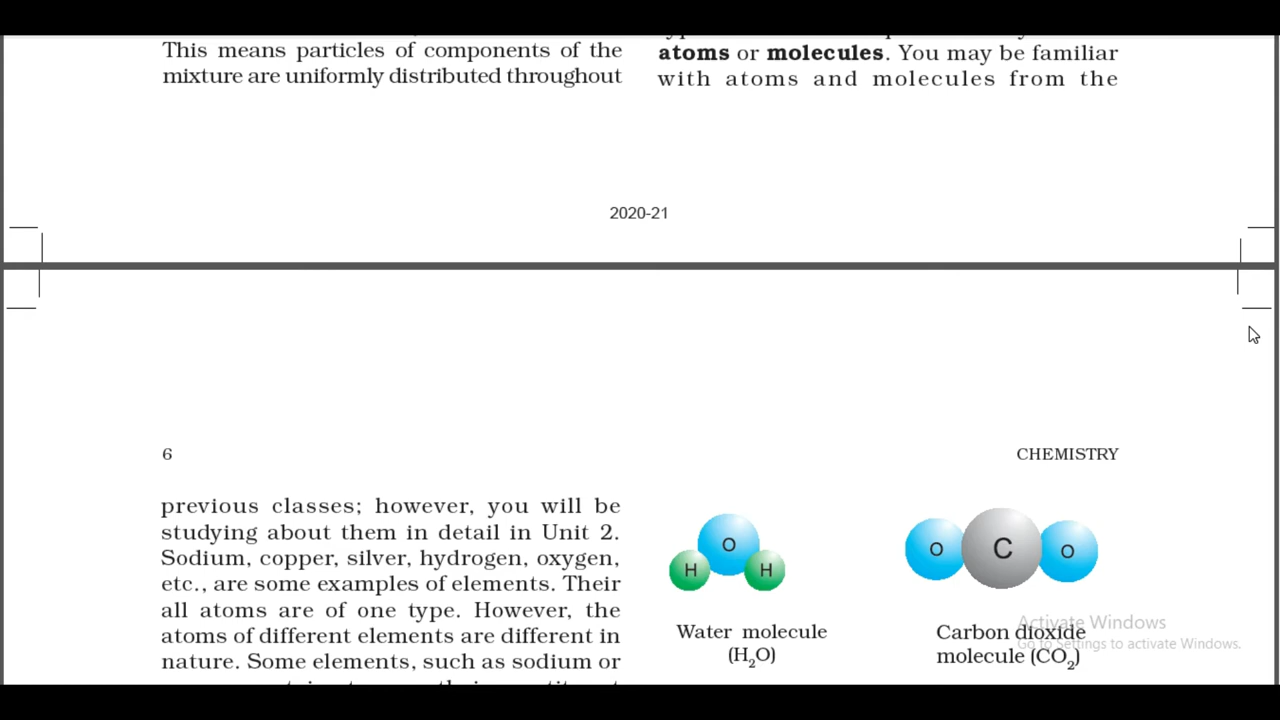 This means particles of components of the
mixture are uniformly distributed throughout
atoms or molecules. You may be familiar
with atoms and molecules from the
2020-21
6
CHEMISTRY
previous classes; however, you will be
studying about them in detail in Unit 2.
Sodium, copper, silver, hydrogen, oxygen,
etc., are some examples of elements. Their
all atoms are of one type. However, the
atoms of different elements are different in
nature. Some elements, such as sodium or
O
H
H
Water molecule
(H₂O)
O
C
O
Carbon dioxide
molecule (CO₂)
Activate Windows
Go to Settings to activate Windows.